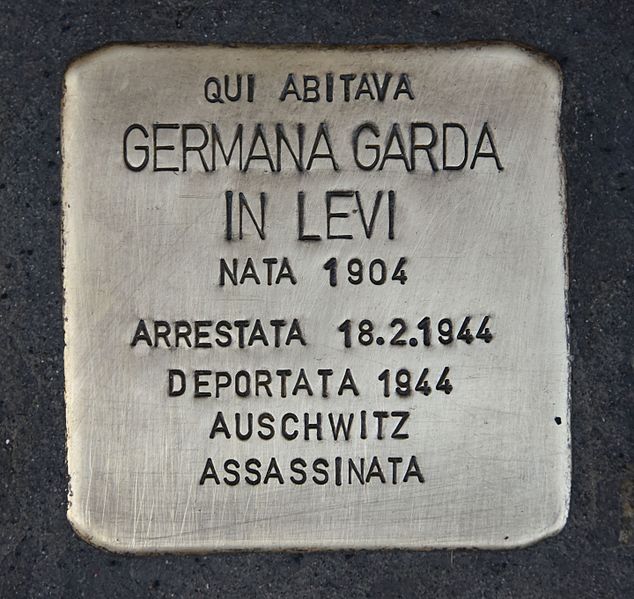 QUI ABITAVA
GERMANA GARDA
IN LEVI
NATA 1904
ARRESTATA 18.2.1944
DEPORTATA 1944
AUSCHWITZ
ASSASSINATA